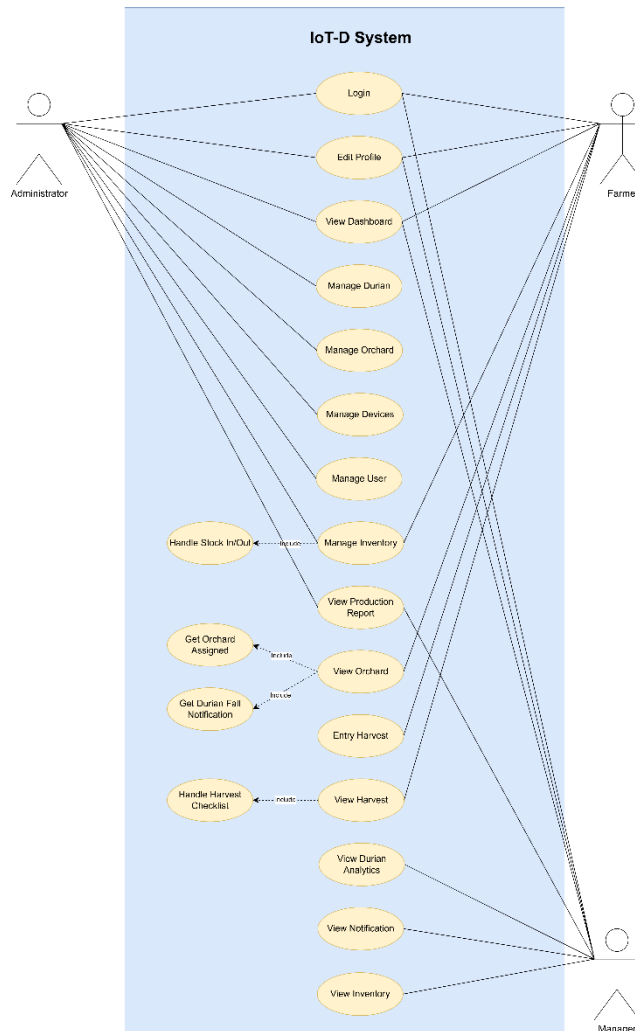 IoT-D System
Login
Edit Profile
Administrator
Farme
View Dashboard
Manage Durian
Manage Orchard
Manage Devices
Manage User
Handle Stock In/Out
Include
Manage Inventory
View Production
Report
Get Orchard
Assigned
Include
View Orchard
Get Durian Fall
Notification
Include
Entry Harvest
Handle Harvest
Checklist
Include
View Harvest
View Durian
Analytics
View Notification
View Inventory
Manager